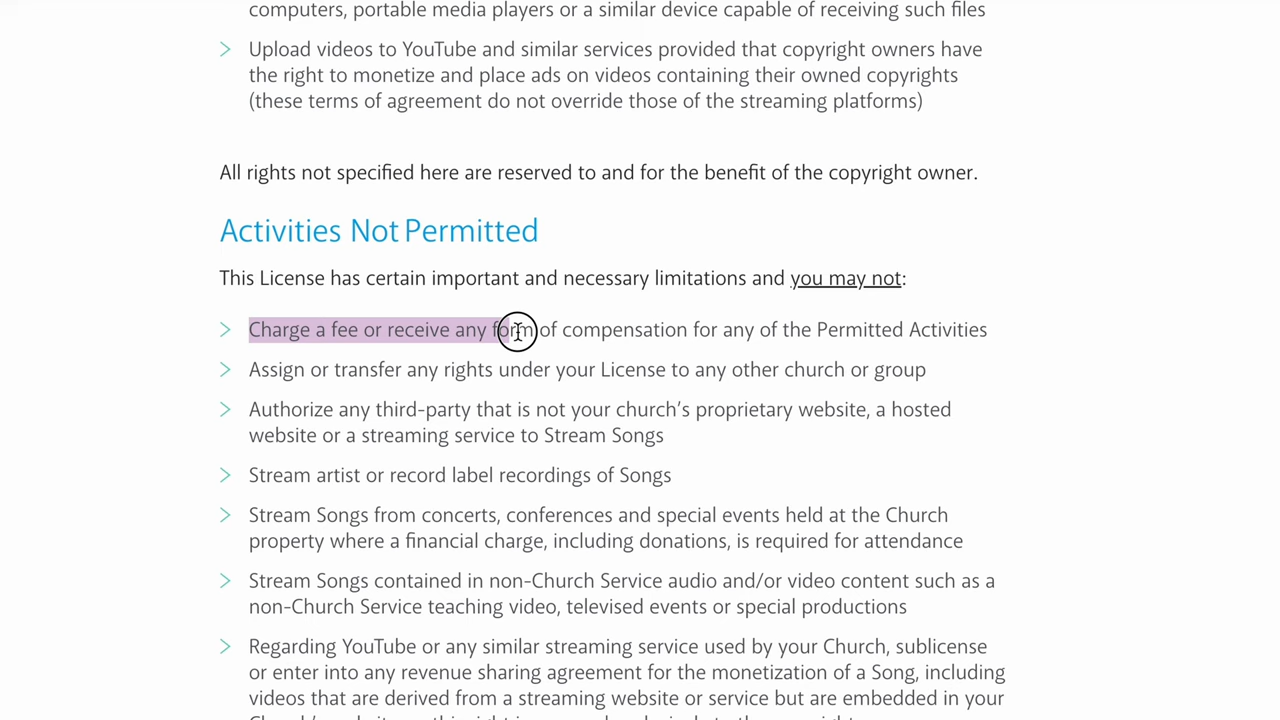 computers, portable media players or a similar device capable of receiving such files
> Upload videos to YouTube and similar services provided that copyright owners have
the right to monetize and place ads on videos containing their owned copyrights
(these terms of agreement do not override those of the streaming platforms)
All rights not specified here are reserved to and for the benefit of the copyright owner.
Activities Not Permitted
This License has certain important and necessary limitations and you may not:
> Charge a fee or receive any form of compensation for any of the Permitted Activities
> Assign or transfer any rights under your License to any other church or group
> Authorize any third-party that is not your church's proprietary website, a hosted
website or a streaming service to Stream Songs
> Stream artist or record label recordings of Songs
> Stream Songs from concerts, conferences and special events held at the Church
property where a financial charge, including donations, is required for attendance
> Stream Songs contained in non-Church Service audio and/or video content such as a
non-Church Service teaching video, televised events or special productions
> Regarding YouTube or any similar streaming service used by your Church, sublicense
or enter into any revenue sharing agreement for the monetization of a Song, including
videos that are derived from a streaming website or service but are embedded in your